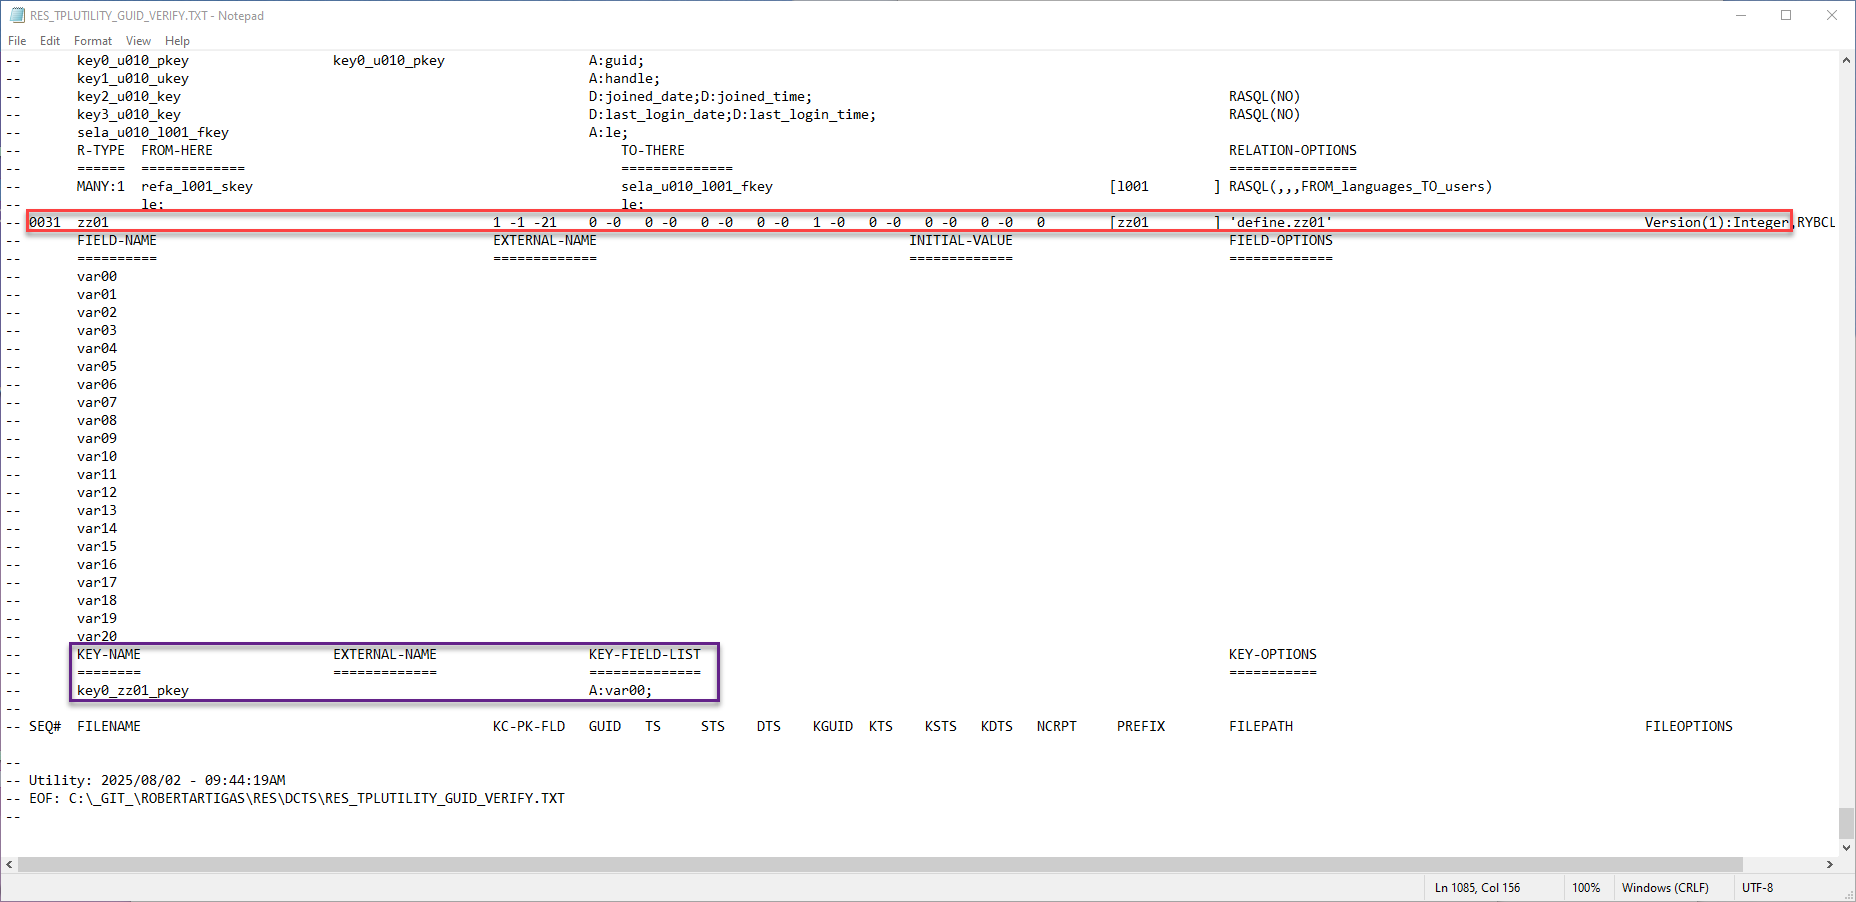 RES_TPLUTILITY_GUID_VERIFY.TXT - Notepad
File Edit Format View Help
-- key0_u010_pkey key0_u010_pkey A:guid;
-- key1_u010_ukey A:handle;
-- key2_u010_key D:joined_date;D:joined_time; RASQL(NO)
-- key3_u010_key D:last_login_date;D:last_login_time; RASQL(NO)
-- sela_u010_l001_fkey A:le;
-- R-TYPE FROM-HERE TO-THERE RELATION-OPTIONS
-- ====== ============= ============== ================
-- MANY:1 refa_l001_skey sela_u010_l001_fkey [l001 ] RASQL(,,,FROM_languages_TO_users)
-- le; le;
-- 0031 zz01 1 -1 -21 0 -0 0 -0 0 -0 0 -0 1 -0 0 -0 0 -0 0 -0 0 [zz01 ] 'define.zz01' Version(1):Integer,RYBCL
-- FIELD-NAME EXTERNAL-NAME INITIAL-VALUE FIELD-OPTIONS
-- ========== ============= ============= =============
-- var00
-- var01
-- var02
-- var03
-- var04
-- var05
-- var06
-- var07
-- var08
-- var09
-- var10
-- var11
-- var12
-- var13
-- var14
-- var15
-- var16
-- var17
-- var18
-- var19
-- var20
-- KEY-NAME EXTERNAL-NAME KEY-FIELD-LIST KEY-OPTIONS
-- ======== ============= ============== ===========
-- key0_zz01_pkey A:var00;
--
-- SEQ# FILENAME KC-PK-FLD GUID TS STS DTS KGUID KTS KSTS KDTS NCRPT PREFIX FILEPATH FILEOPTIONS
--
-- Utility: 2025/08/02 - 09:44:19AM
-- EOF: C:\_GIT_\ROBERTARTIGAS\RES\DCTS\RES_TPLUTILITY_GUID_VERIFY.TXT
--
Ln 1085, Col 156 100% Windows (CRLF) UTF-8